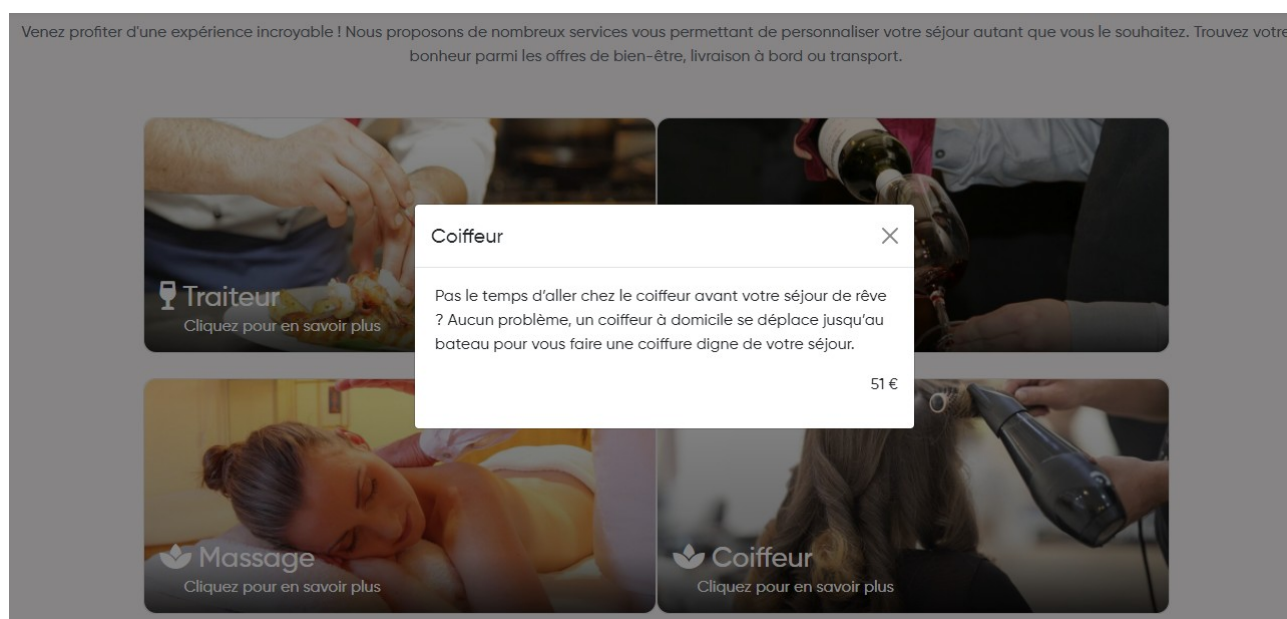 Venez profiter d'une expérience incroyable ! Nous proposons de nombreux services vous permettant de personnaliser votre séjour autant que vous le souhaitez. Trouvez votre
bonheur parmi les offres de bien-être, livraison à bord ou transport.
Coiffeur
Pas le temps d'aller chez le coiffeur avant votre séjour de rêve
? Aucun problème, un coiffeur à domicile se déplace jusqu'au
bateau pour vous faire une coiffure digne de votre séjour.
51 €
Traiteur
Cliquez pour en savoir plus
Massage
Cliquez pour en savoir plus
Coiffeur
Cliquez pour en savoir plus